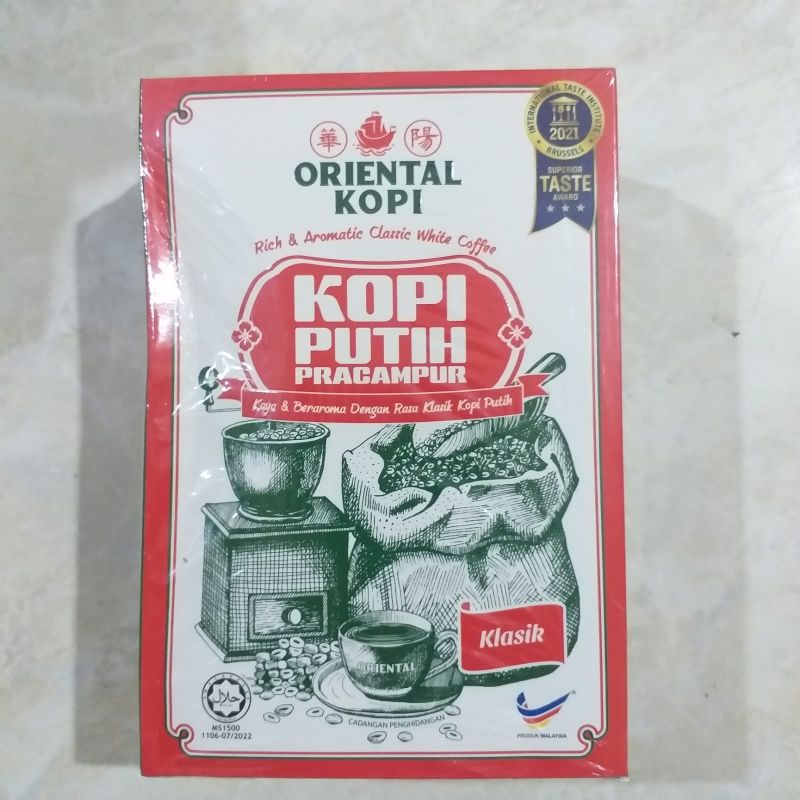 華 陽
ORIENTAL
KOPI
INTERNATIONAL TASTE INSTITUTE
2021
BRUSSELS
SUPERIOR
TASTE
AWARD
Rich & Aromatic Classic White Coffee
KOPI
PUTIH
PRACAMPUR
Kaya & Beraroma Dengan Rasa Klasik Kopi Putih
Klasik
ORIENTAL
CADANGAN PENGHIDANGAN
حلال
MS1500
1106-07/2022
PRODUK MALAYSIA